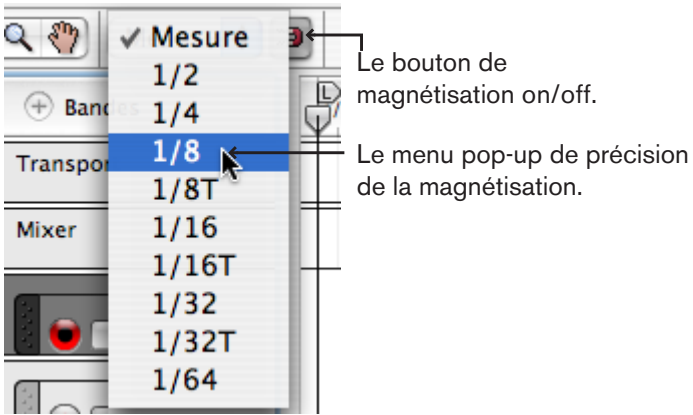 ✓ Mesure
1/2
1/4
1/8
1/8T
1/16
1/16T
1/32
1/32T
1/64
Transpo
Mixer
L
Le bouton de
magnétisation on/off.
Le menu pop-up de précision
de la magnétisation.